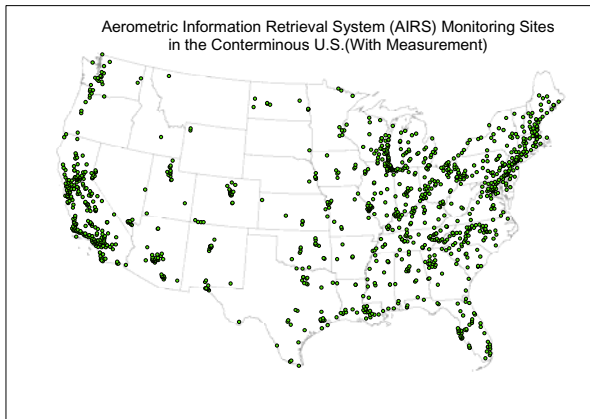 Aerometric Information Retrieval System (AIRS) Monitoring Sites
in the Conterminous U.S.(With Measurement)